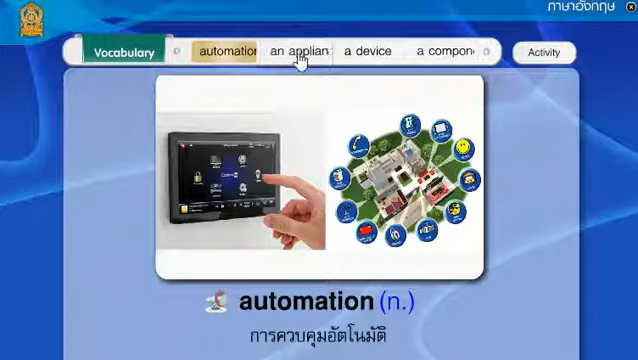 ภาษาอังกฤษ
Vocabulary
automation
an applian
a device
a compon
Activity
automation (n.)
การควบคุมอัตโนมัติ